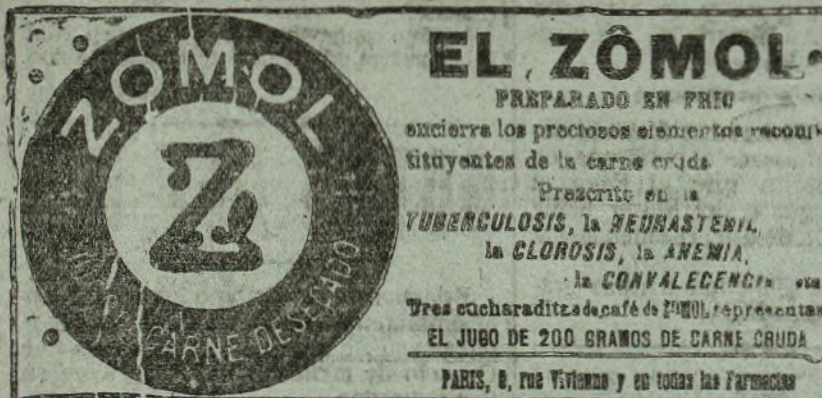 ZOMOL
Z
CARNE DESECADO
EL ZÔMOL
PREPARADO EN FRIO
encierra los preciosos elementos recons-
tituyentes de la carne cruda
Prescrito en la
TUBERCULOSIS, la NEURASTENIA,
la CLOROSIS, la ANEMIA,
la CONVALECENCIA
Tres cucharaditas de café de ZOMOL representan
EL JUGO DE 200 GRAMOS DE CARNE CRUDA
PARIS, 8, rue Vivienne y en todas las Farmacias